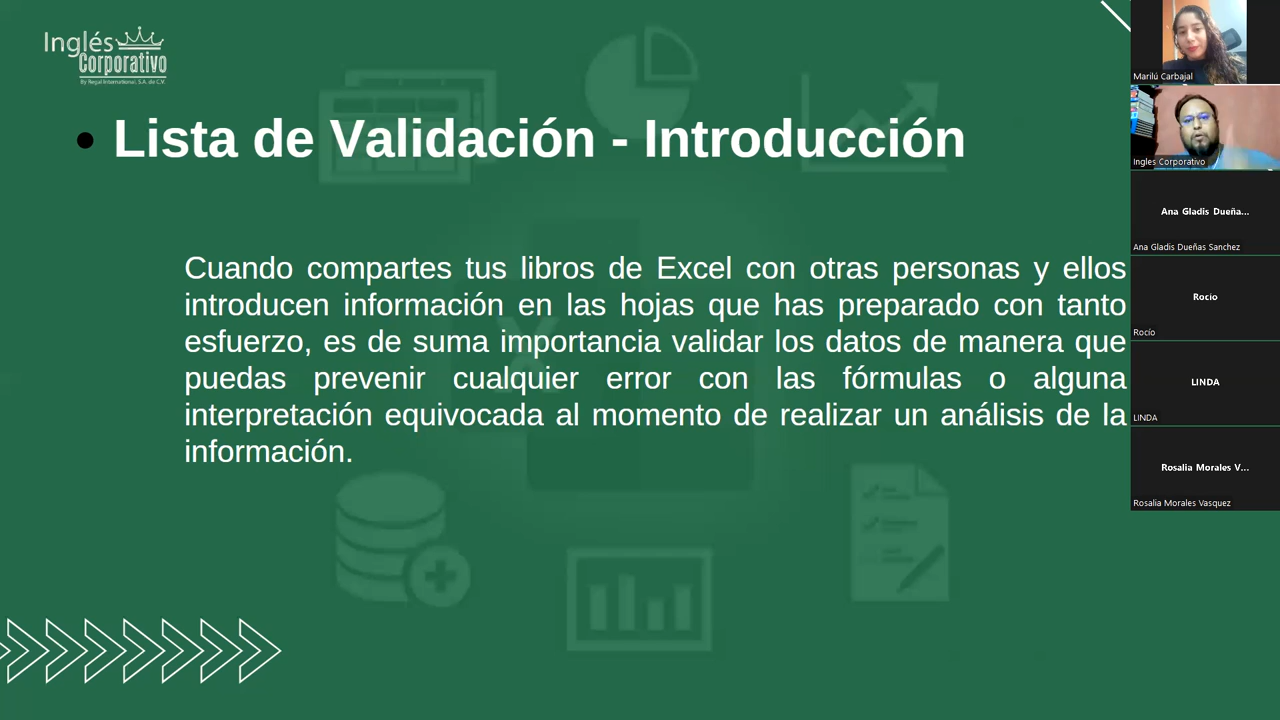 Inglés
Corporativo
By Regal International, S.A. de C.V.
• Lista de Validación - Introducción
Cuando compartes tus libros de Excel con otras personas y ellos
introducen información en las hojas que has preparado con tanto
esfuerzo, es de suma importancia validar los datos de manera que
puedas prevenir cualquier error con las fórmulas o alguna
interpretación equivocada al momento de realizar un análisis de la
información.
Marilú Carbajal
Ingles Corporativo
Ana Gladis Dueña...
Ana Gladis Dueñas Sanchez
Rocio
Rocío
LINDA
LINDA
Rosalia Morales V...
Rosalia Morales Vasquez